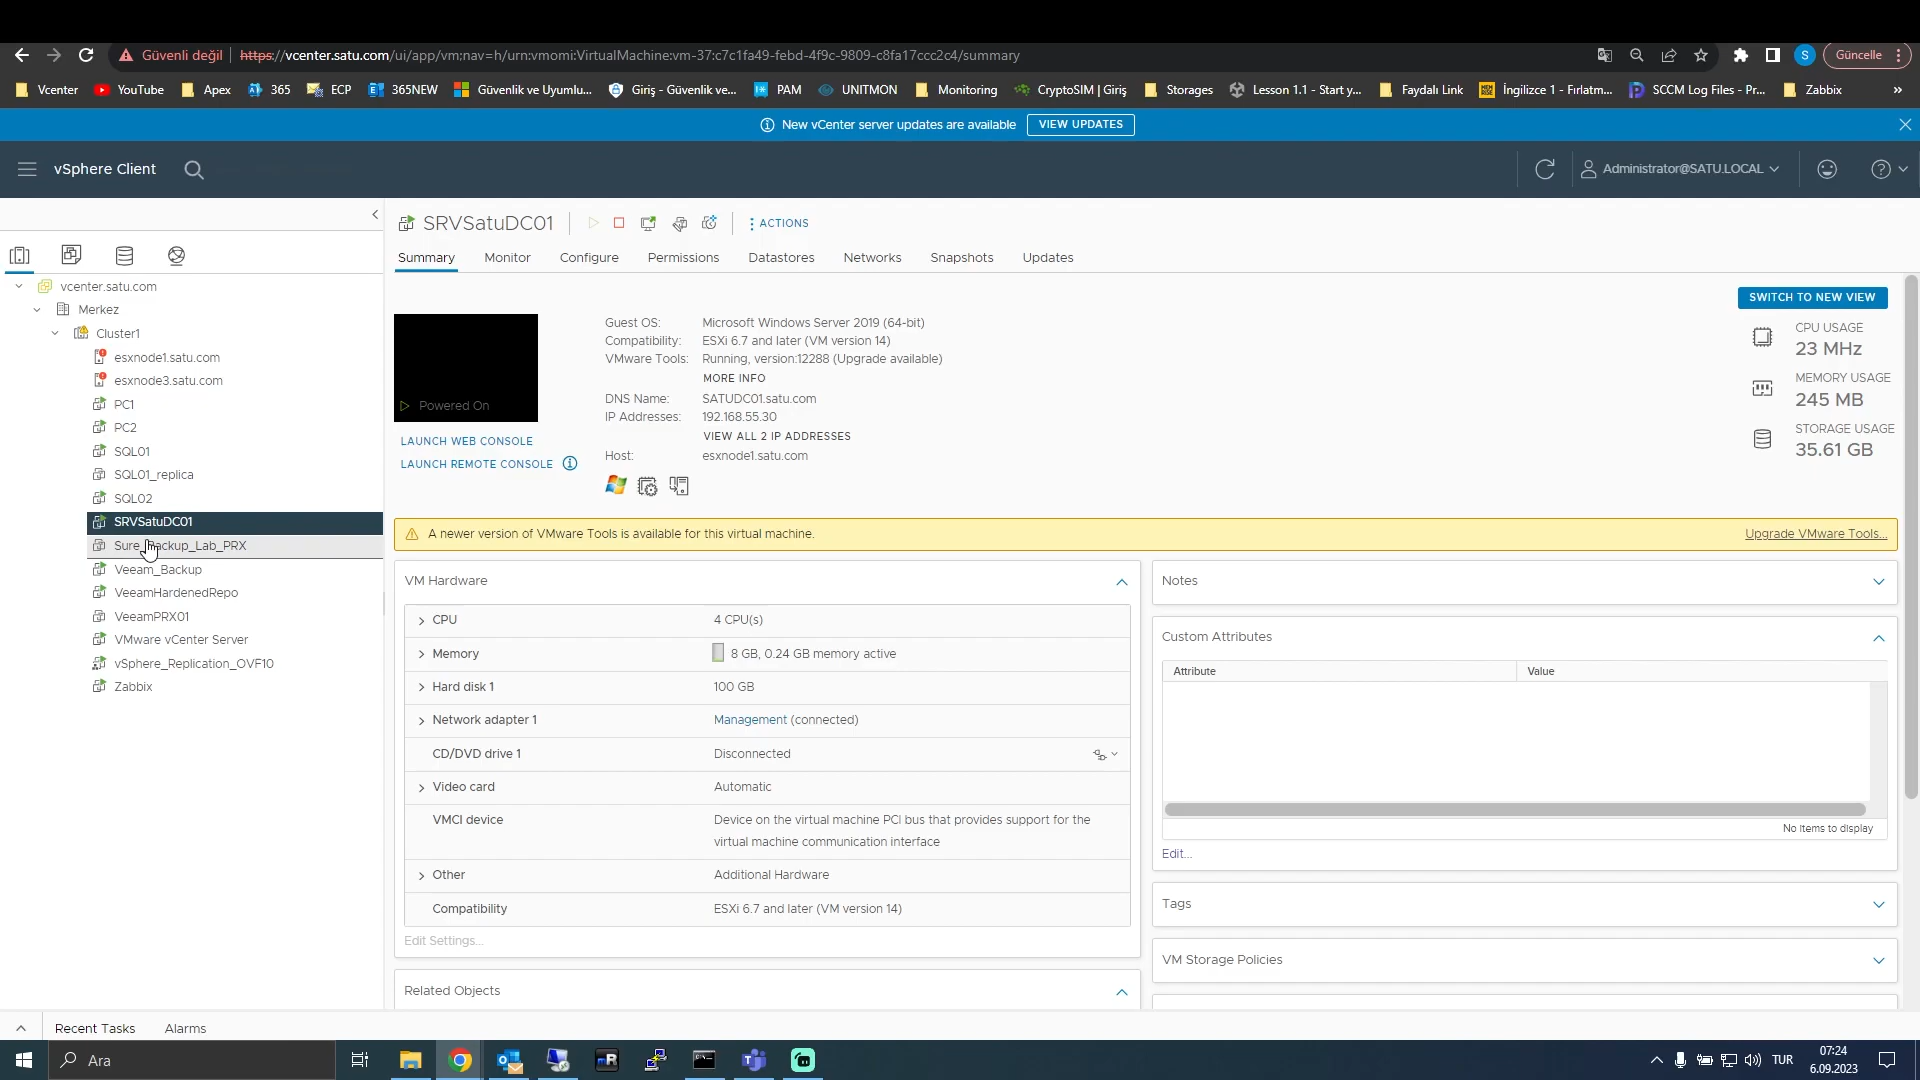 Güvenli değil
https://vcenter.satu.com/ui/app/vm;nav=h/urn:vmomi:VirtualMachine:vm-37:c7c1fa49-febd-4f9c-9809-c8fa17ccc2c4/summary
S
Güncelle
Vcenter
YouTube
Apex
365
ECP
365NEW
Güvenlik ve Uyumlu...
Giriş - Güvenlik ve...
PAM
UNITMON
Monitoring
CryptoSIM | Giriş
Storages
Lesson 1.1 - Start y...
Faydalı Link
İngilizce 1 - Fırlatm...
SCCM Log Files - Pr...
Zabbix
»
New vCenter server updates are available
VIEW UPDATES
vSphere Client
Administrator@SATU.LOCAL
SRVSatuDC01
ACTIONS
Summary
Monitor
Configure
Permissions
Datastores
Networks
Snapshots
Updates
vcenter.satu.com
Merkez
Cluster1
esxnode1.satu.com
esxnode3.satu.com
PC1
PC2
SQL01
SQL01_replica
SQL02
SRVSatuDC01
Sure_Backup_Lab_PRX
Veeam_Backup
VeeamHardenedRepo
VeeamPRX01
VMware vCenter Server
vSphere_Replication_OVF10
Zabbix
Powered On
LAUNCH WEB CONSOLE
LAUNCH REMOTE CONSOLE
Guest OS: Microsoft Windows Server 2019 (64-bit)
Compatibility: ESXi 6.7 and later (VM version 14)
VMware Tools: Running, version:12288 (Upgrade available)
MORE INFO
DNS Name: SATUDC01.satu.com
IP Addresses: 192.168.55.30
VIEW ALL 2 IP ADDRESSES
Host: esxnode1.satu.com
SWITCH TO NEW VIEW
CPU USAGE
23 MHz
MEMORY USAGE
245 MB
STORAGE USAGE
35.61 GB
A newer version of VMware Tools is available for this virtual machine.
Upgrade VMware Tools...
VM Hardware
CPU 4 CPU(s)
Memory 8 GB, 0.24 GB memory active
Hard disk 1 100 GB
Network adapter 1 Management (connected)
CD/DVD drive 1 Disconnected
Video card Automatic
VMCI device Device on the virtual machine PCI bus that provides support for the
virtual machine communication interface
Other Additional Hardware
Compatibility ESXi 6.7 and later (VM version 14)
Edit Settings...
Related Objects
Notes
Custom Attributes
Attribute Value
No items to display
Edit...
Tags
VM Storage Policies
Recent Tasks
Alarms
Ara
TUR
07:24
6.09.2023